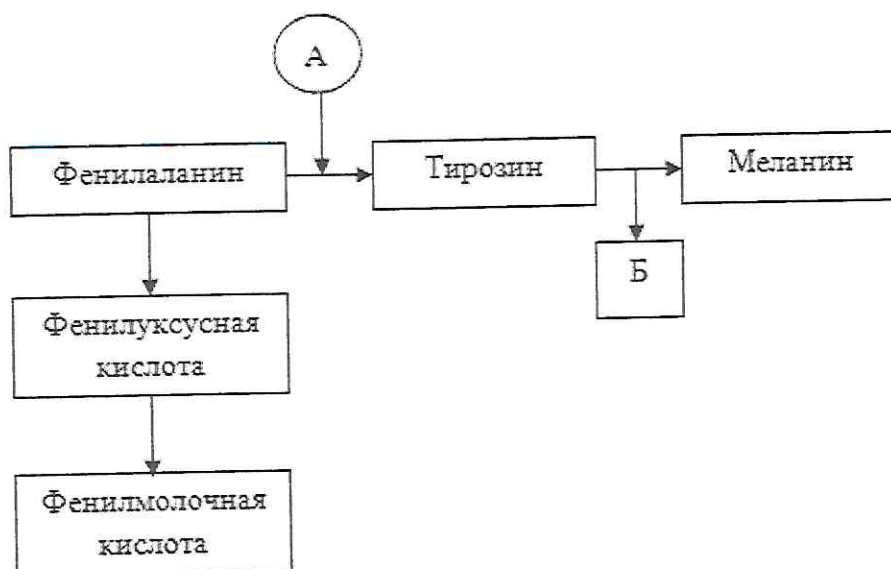 А
Фенилаланин
Тирозин
Меланин
Б
Фенилуксусная
кислота
Фенилмолочная
кислота